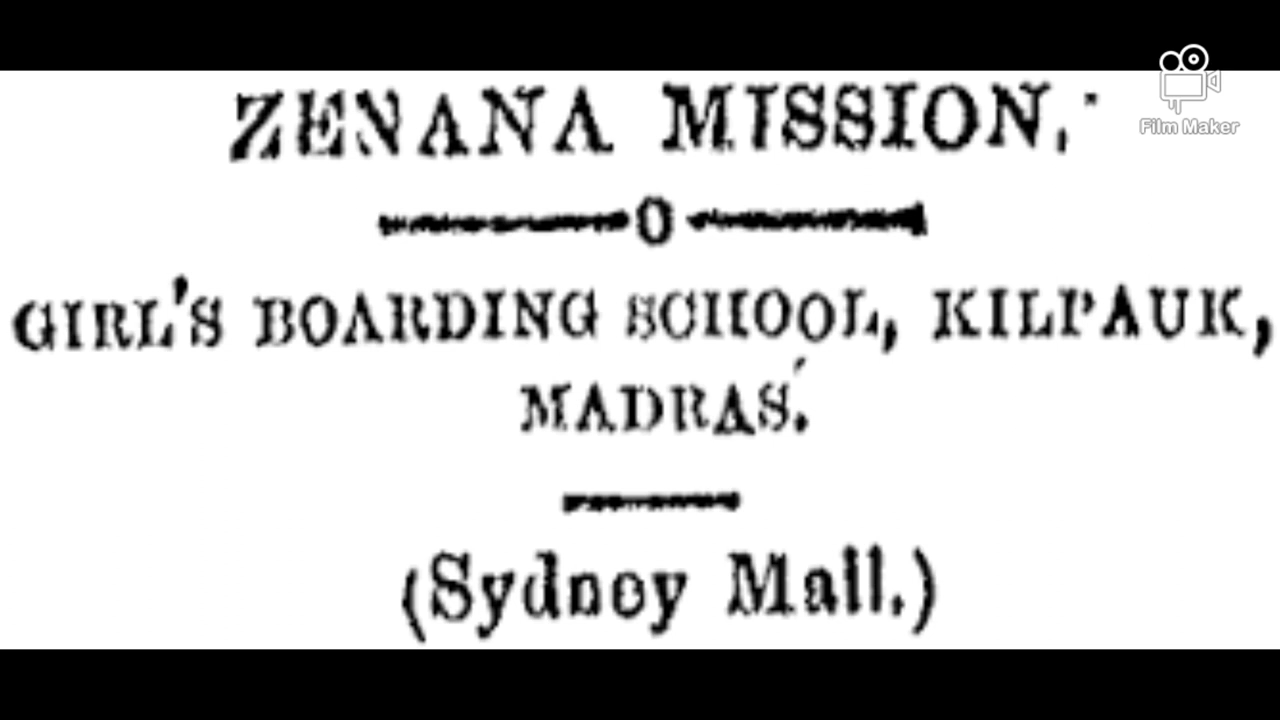 Film Maker
ZENANA MISSION.
O
GIRL'S BOARDING SCHOOL, KILPAUK,
MADRAS.
(Sydney Mail.)